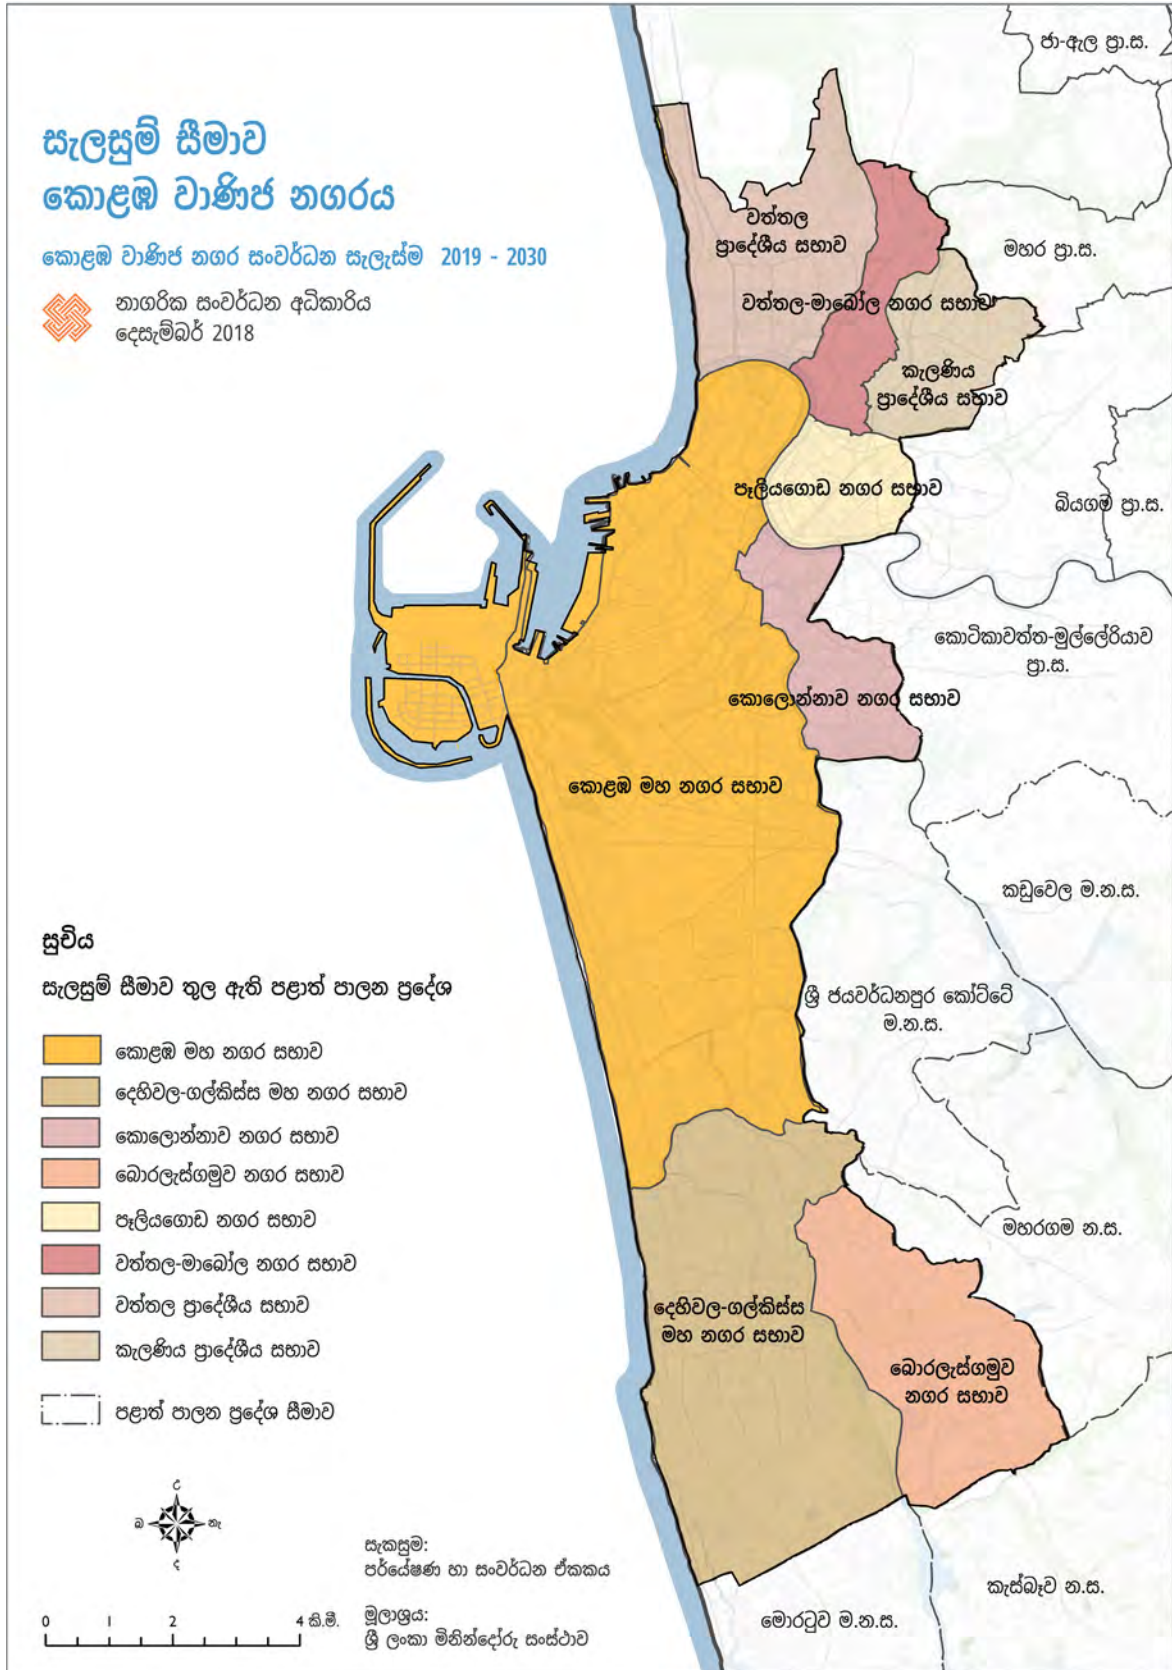 සැලසුම් සීමාව
කොළඹ වාණිජ නගරය
කොළඹ වාණිජ නගර සංවර්ධන සැලැස්ම 2019 - 2030
නාගරික සංවර්ධන අධිකාරිය
දෙසැම්බර් 2018
ජා-ඇල ප්‍රා.ස.
වත්තල
ප්‍රාදේශීය සභාව
මහර ප්‍රා.ස.
වත්තල-මාබෝල නගර සභාව
කැලණිය
ප්‍රාදේශීය සභාව
පෑලියගොඩ නගර සභාව
බියගම ප්‍රා.ස.
කොටිකාවත්ත-මුල්ලේරියාව
ප්‍රා.ස.
කොලොන්නාව නගර සභාව
කොළඹ මහ නගර සභාව
කඩුවෙල ම.න.ස.
ශ්‍රී ජයවර්ධනපුර කෝට්ටේ
ම.න.ස.
මහරගම න.ස.
දෙහිවල-ගල්කිස්ස
මහ නගර සභාව
බොරලැස්ගමුව
නගර සභාව
කැස්බෑව න.ස.
මොරටුව ම.න.ස.
සූචිය
සැලසුම් සීමාව තුල ඇති පළාත් පාලන ප්‍රදේශ
කොළඹ මහ නගර සභාව
දෙහිවල-ගල්කිස්ස මහ නගර සභාව
කොලොන්නාව නගර සභාව
බොරලැස්ගමුව නගර සභාව
පෑලියගොඩ නගර සභාව
වත්තල-මාබෝල නගර සභාව
වත්තල ප්‍රාදේශීය සභාව
කැලණිය ප්‍රාදේශීය සභාව
පළාත් පාලන ප්‍රදේශ සීමාව
උ
බ නැ
ද
0 1 2 4 කි.මී.
සැකසුම:
පර්යේෂණ හා සංවර්ධන ඒකකය
මූලාශ්‍රය:
ශ්‍රී ලංකා මිනින්දෝරු සංස්ථාව